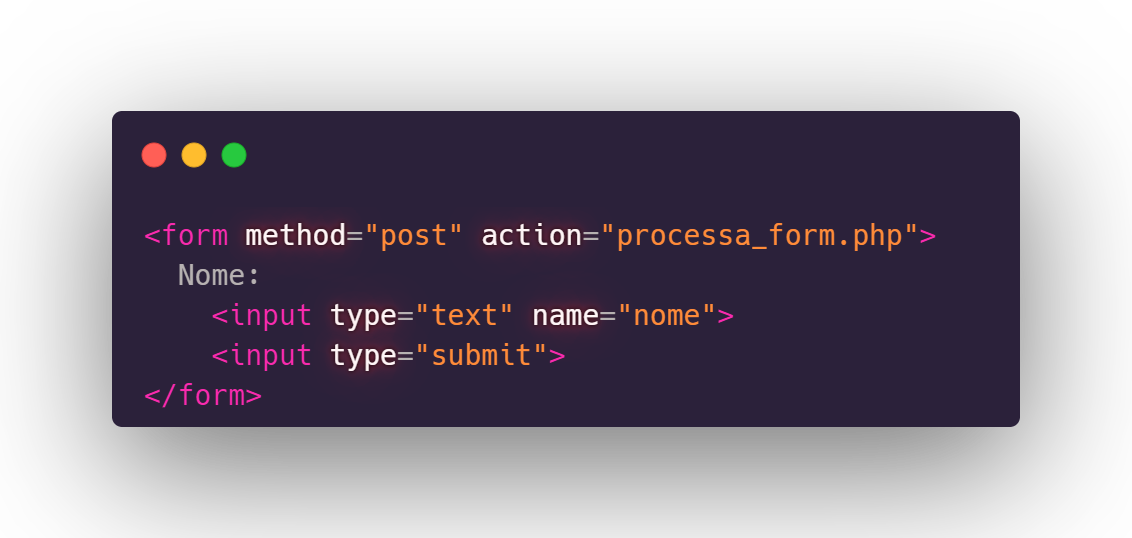 <form method="post" action="processa_form.php">
Nome:
<input type="text" name="nome">
<input type="submit">
</form>